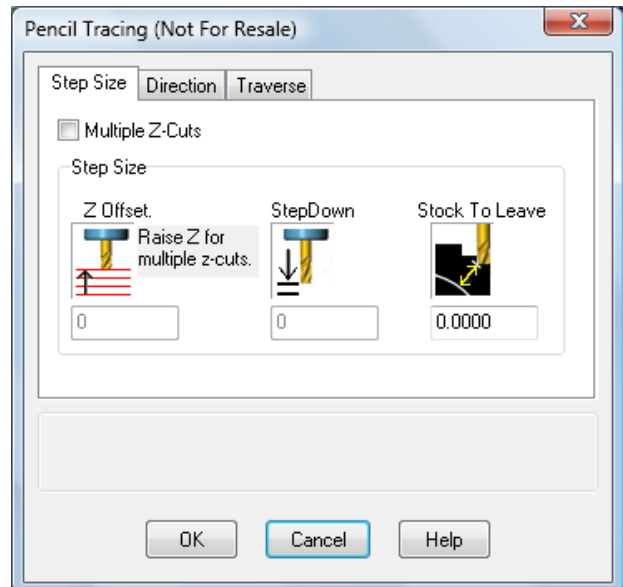 Pencil Tracing (Not For Resale)
Step Size Direction Traverse
Multiple Z-Cuts
Step Size
Z Offset. StepDown Stock To Leave
Raise Z for
multiple z-cuts.
0 0 0.0000
OK Cancel Help